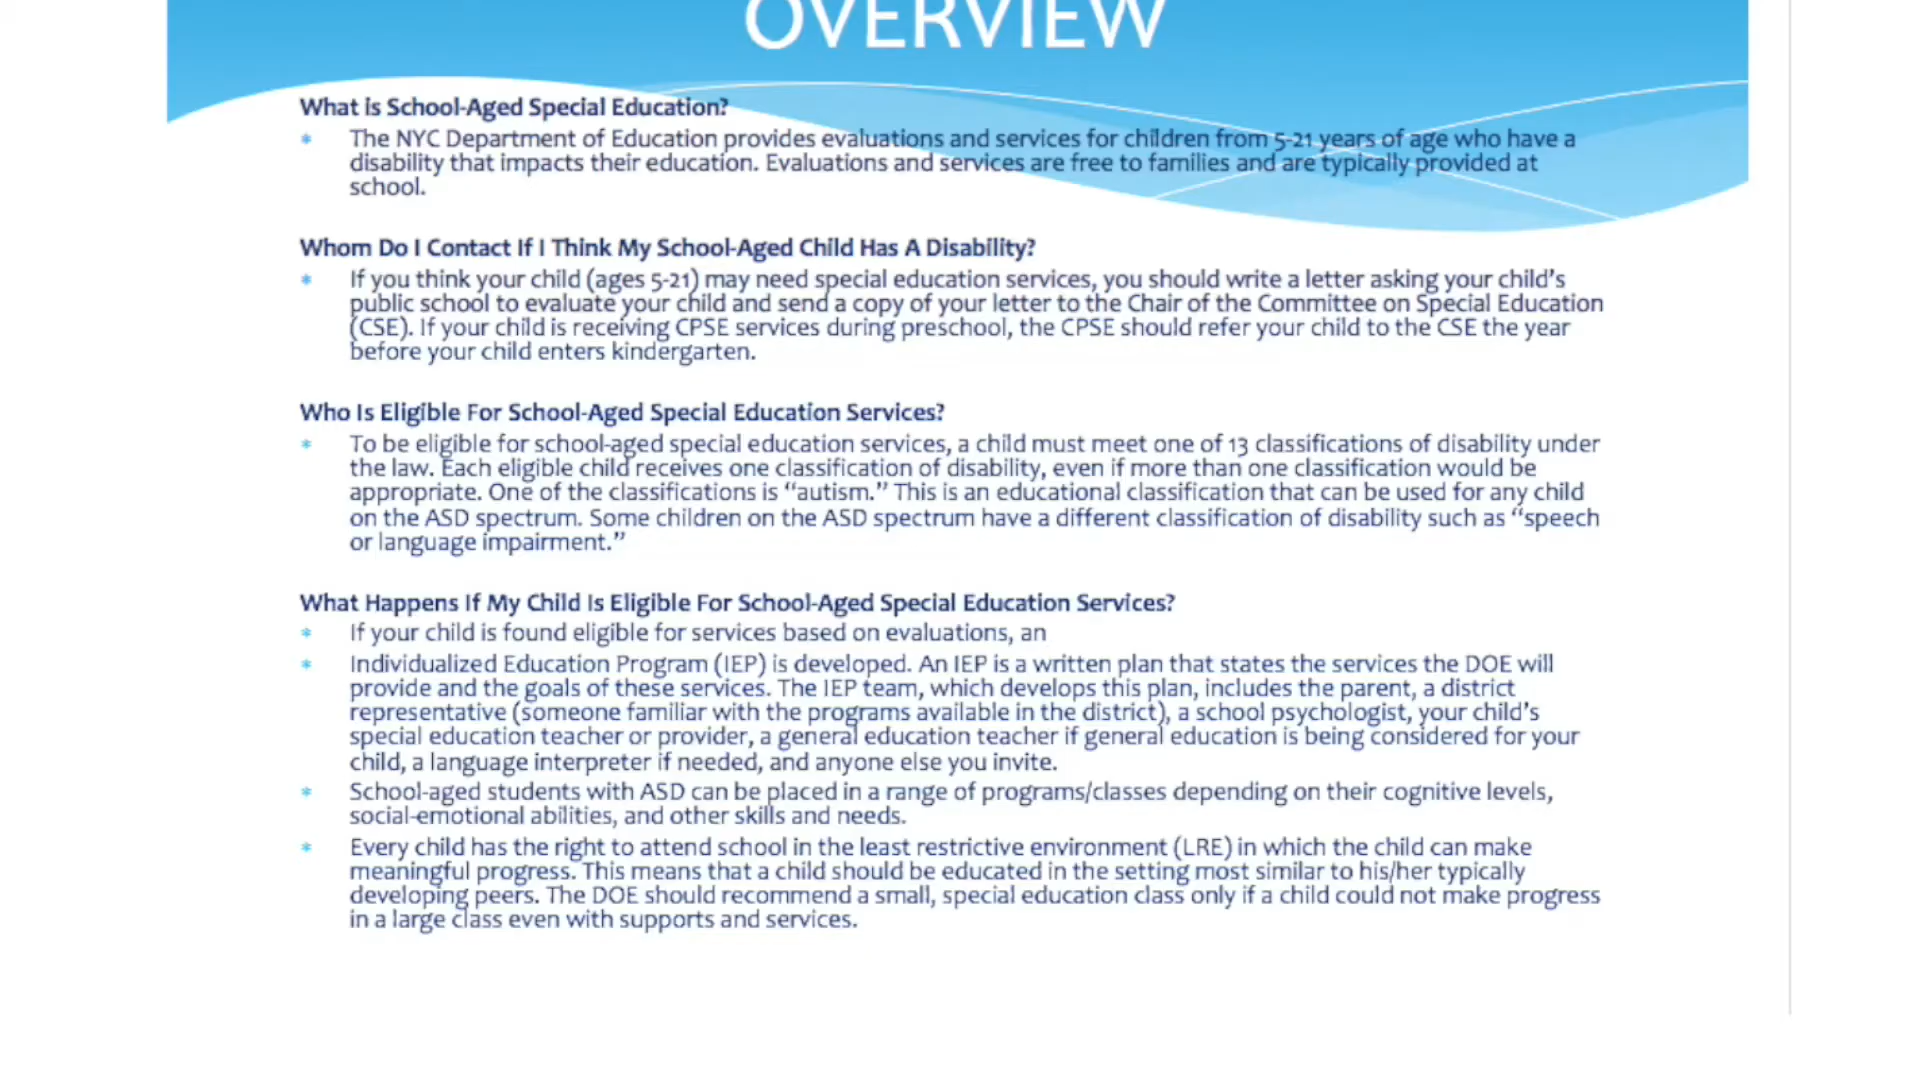 OVERVIEW
What is School-Aged Special Education?
* The NYC Department of Education provides evaluations and services for children from 5-21 years of age who have a
disability that impacts their education. Evaluations and services are free to families and are typically provided at
school.
Whom Do I Contact If I Think My School-Aged Child Has A Disability?
* If you think your child (ages 5-21) may need special education services, you should write a letter asking your child's
public school to evaluate your child and send a copy of your letter to the Chair of the Committee on Special Education
(CSE). If your child is receiving CPSE services during preschool, the CPSE should refer your child to the CSE the year
before your child enters kindergarten.
Who Is Eligible For School-Aged Special Education Services?
* To be eligible for school-aged special education services, a child must meet one of 13 classifications of disability under
the law. Each eligible child receives one classification of disability, even if more than one classification would be
appropriate. One of the classifications is “autism.” This is an educational classification that can be used for any child
on the ASD spectrum. Some children on the ASD spectrum have a different classification of disability such as “speech
or language impairment.”
What Happens If My Child Is Eligible For School-Aged Special Education Services?
* If your child is found eligible for services based on evaluations, an
* Individualized Education Program (IEP) is developed. An IEP is a written plan that states the services the DOE will
provide and the goals of these services. The IEP team, which develops this plan, includes the parent, a district
representative (someone familiar with the programs available in the district), a school psychologist, your child's
special education teacher or provider, a general education teacher if general education is being considered for your
child, a language interpreter if needed, and anyone else you invite.
* School-aged students with ASD can be placed in a range of programs/classes depending on their cognitive levels,
social-emotional abilities, and other skills and needs.
* Every child has the right to attend school in the least restrictive environment (LRE) in which the child can make
meaningful progress. This means that a child should be educated in the setting most similar to his/her typically
developing peers. The DOE should recommend a small, special education class only if a child could not make progress
in a large class even with supports and services.